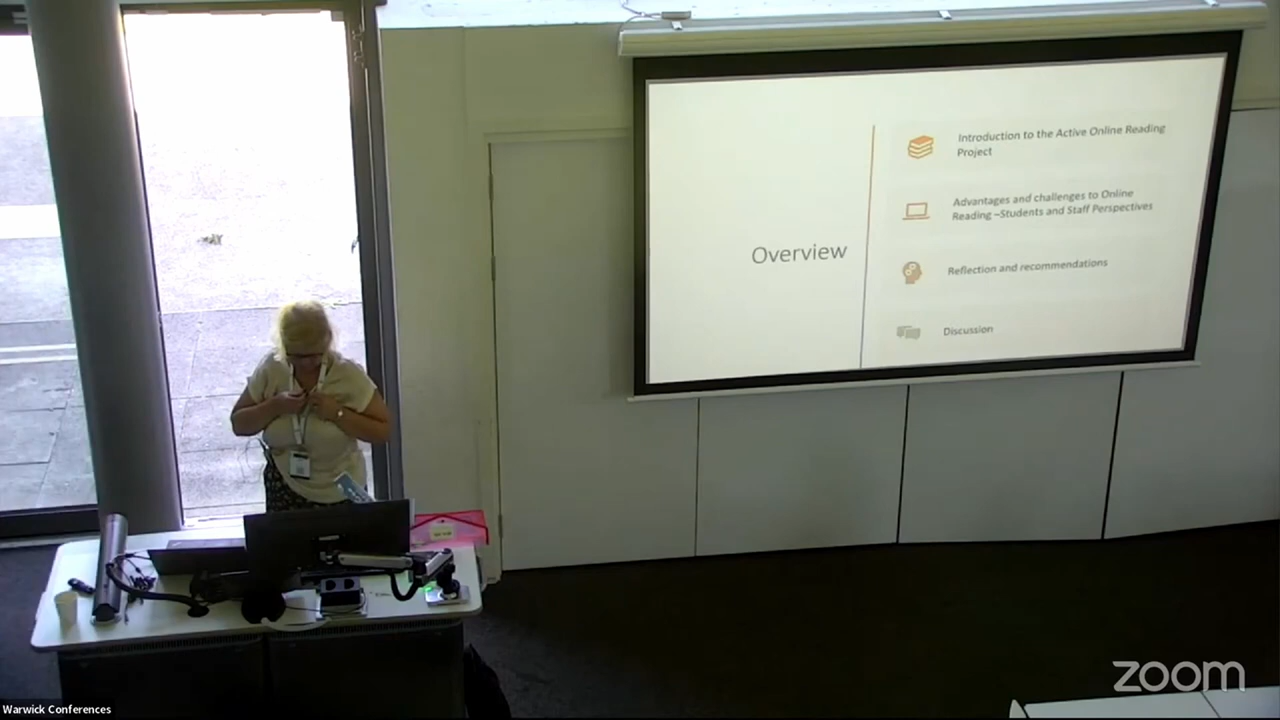 Overview
Introduction to the Active Online Reading
Project
Advantages and challenges to Online
Reading –Students and Staff Perspectives
Reflection and recommendations
Discussion
zoom
Warwick Conferences